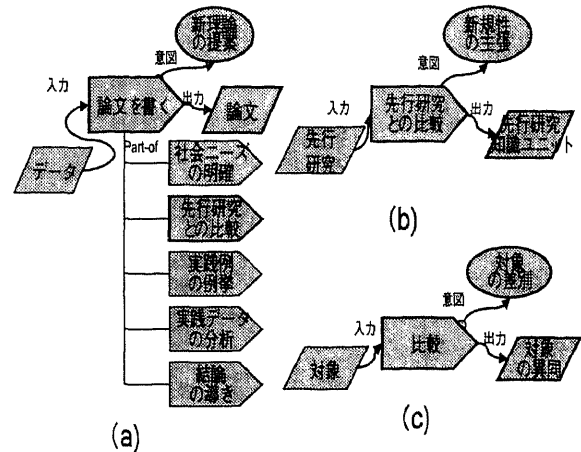 新理論
の提案
意図
入力
論文を書く
出力
論文
データ
Part-of
社会ニーズ
の明確
先行研究
との比較
実践例
の例挙
実践データ
の分析
結論
の導き
(a)
新規性
の主張
意図
入力
先行研究
との比較
出力
先行
研究
先行研究
知識ユニット
(b)
対象
の差別
意図
入力
比較
出力
対象
対象
の異同
(c)